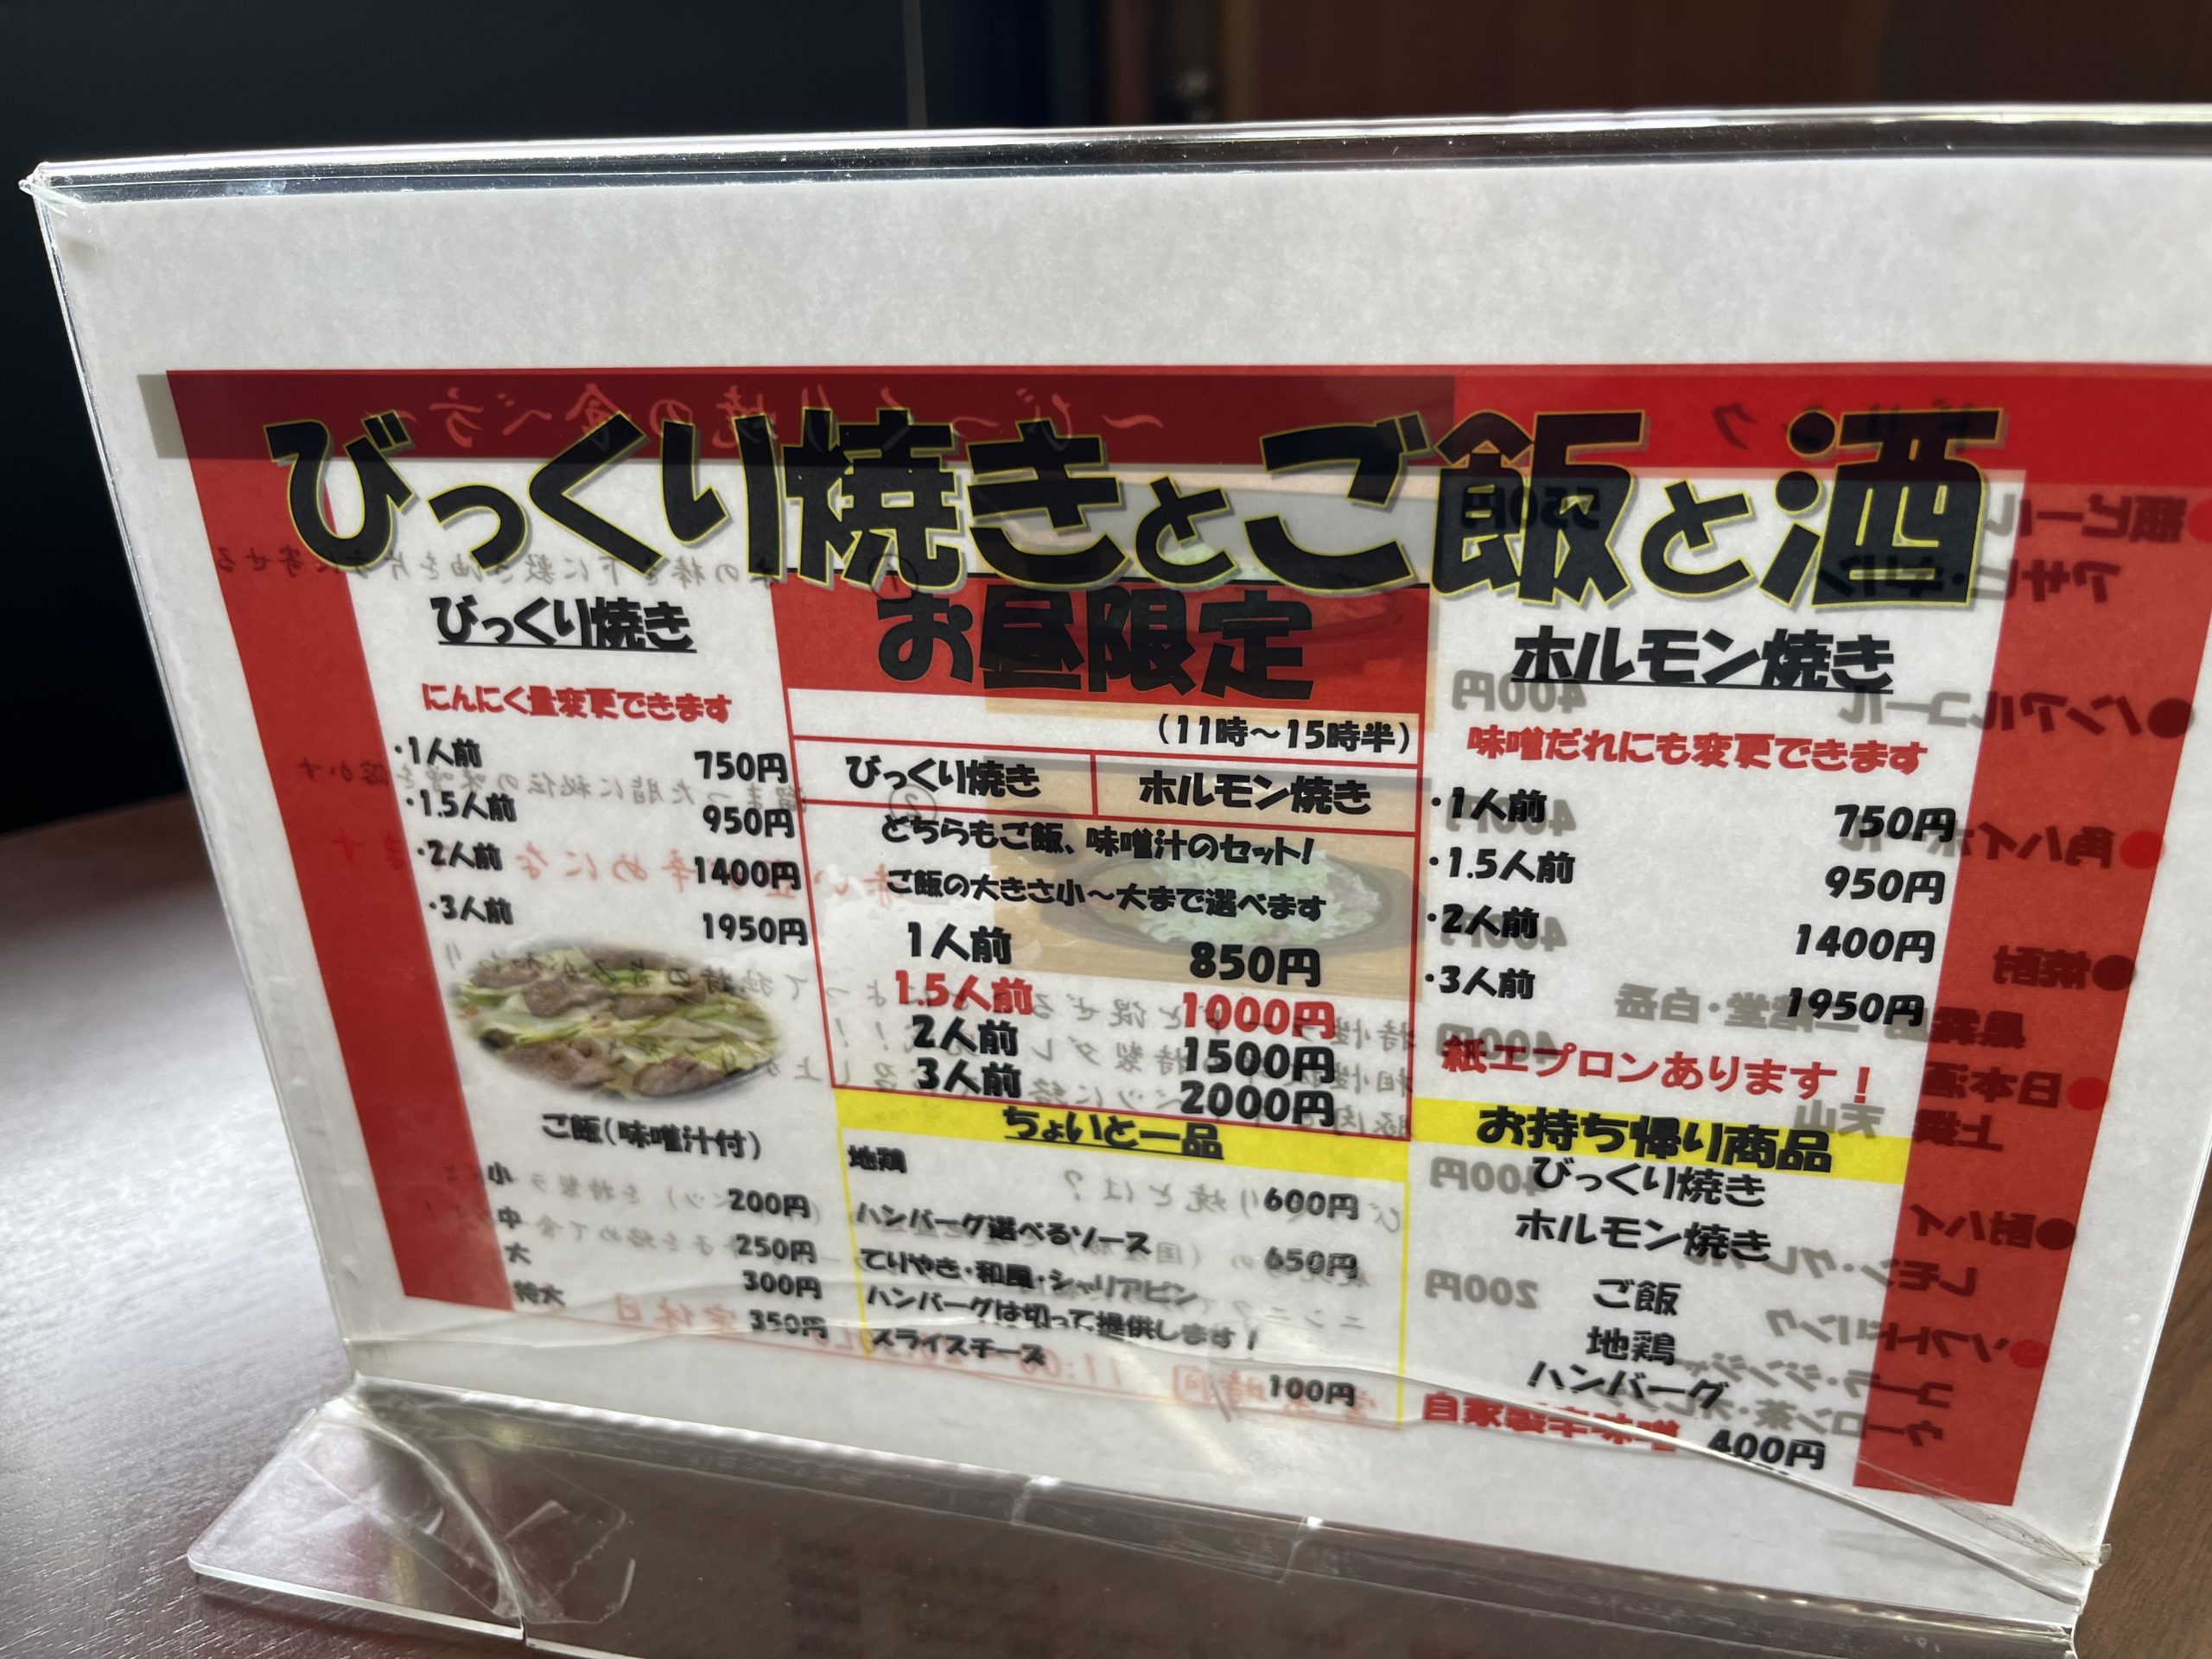 びっくり焼きとご飯と酒
びっくり焼き
にんにく量変更できます
・1人前 750円
・1.5人前 950円
・2人前 1400円
・3人前 1950円
ご飯(味噌汁付)
小 200円
中 250円
大 300円
特大 350円
お昼限定
(11時～15時半)
びっくり焼き ホルモン焼き
どちらもご飯、味噌汁のセット!
ご飯の大きさ小～大まで選べます
1人前 850円
1.5人前 1000円
2人前 1500円
3人前 2000円
ちょいと一品
地鶏 600円
ハンバーグ選べるソース 650円
てりやき・和風・シャリアピン
ハンバーグは切って提供します!
スライスチーズ 100円
ホルモン焼き
味噌だれにも変更できます
・1人前 750円
・1.5人前 950円
・2人前 1400円
・3人前 1950円
紙エプロンあります!
お持ち帰り商品
びっくり焼き
ホルモン焼き
ご飯
地鶏
ハンバーグ
自家製辛味噌 400円